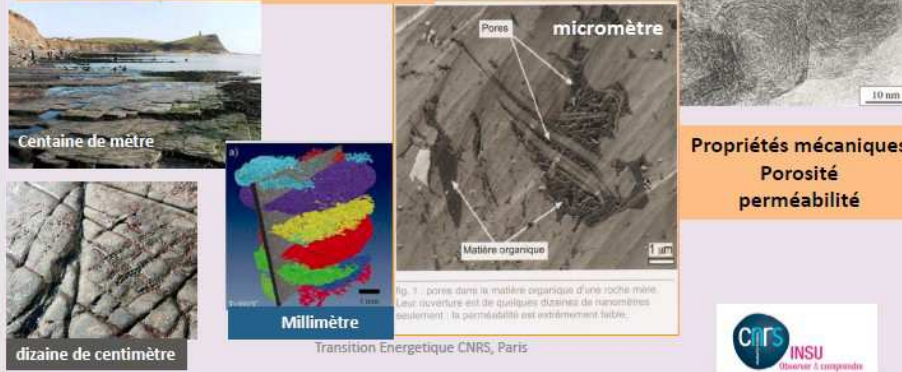 Centaine de mètre
Pores
micromètre
Matière organique
1 µm
fig. 1 : pores dans la matière organique d'une roche mère.
Leur ouverture est de quelques dizaines de nanomètres
seulement : la perméabilité est extrêmement faible.
10 nm
Propriétés mécaniques
Porosité
perméabilité
a)
1 mm
Millimètre
dizaine de centimètre
Transition Energetique CNRS, Paris
cnrs
INSU
Observer & comprendre